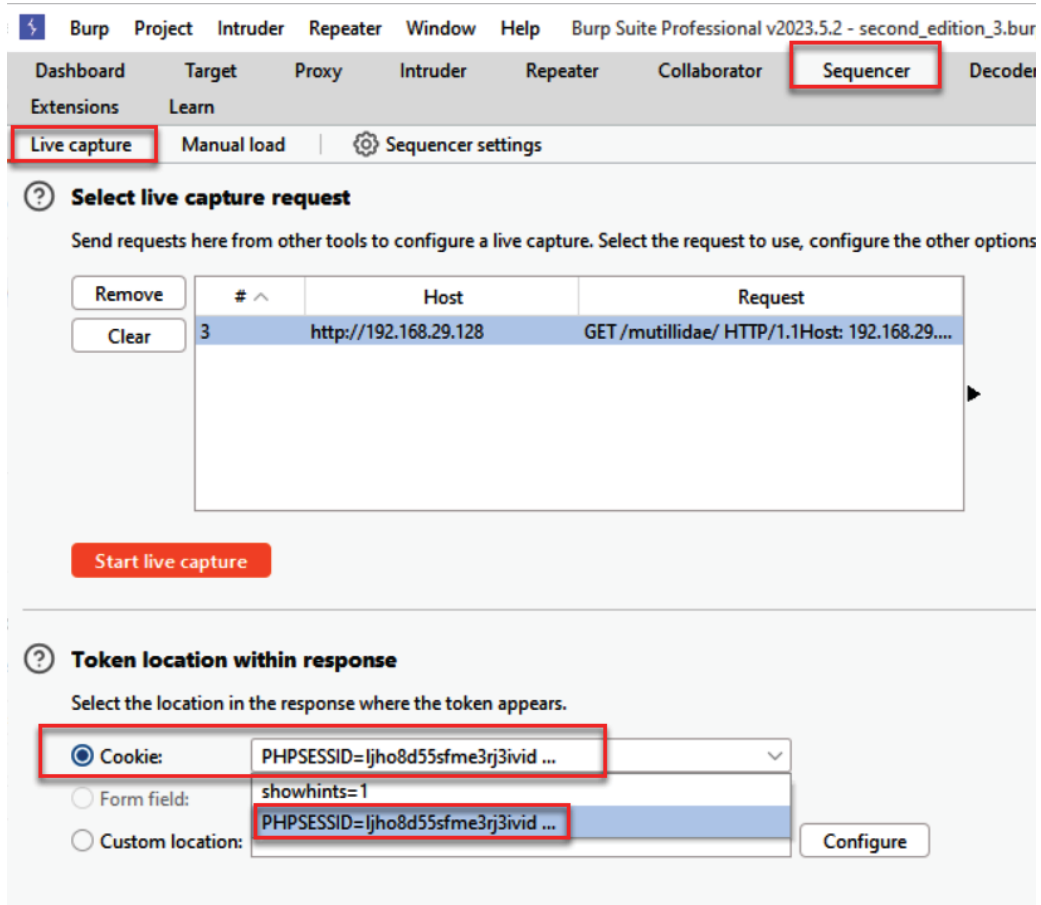 Burp Project Intruder Repeater Window Help Burp Suite Professional v2023.5.2 - second_edition_3.bur
Dashboard Target Proxy Intruder Repeater Collaborator Sequencer Decoder
Extensions Learn
Live capture Manual load Sequencer settings
Select live capture request
Send requests here from other tools to configure a live capture. Select the request to use, configure the other options
Remove # Host Request
Clear 3 http://192.168.29.128 GET /mutillidae/ HTTP/1.1Host: 192.168.29....
Start live capture
Token location within response
Select the location in the response where the token appears.
Cookie: PHPSESSID=ljho8d55sfme3rj3ivid ...
showhints=1
Form field:
PHPSESSID=ljho8d55sfme3rj3ivid ...
Custom location: Configure